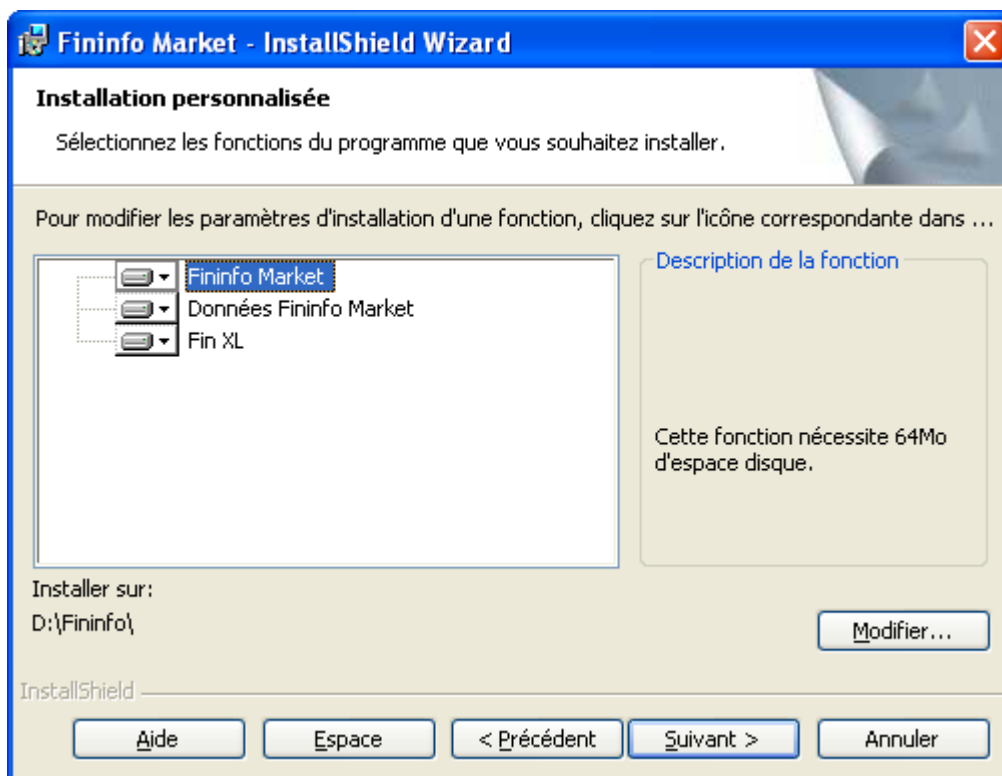 Fininfo Market - InstallShield Wizard
Installation personnalisée
Sélectionnez les fonctions du programme que vous souhaitez installer.
Pour modifier les paramètres d'installation d'une fonction, cliquez sur l'icône correspondante dans ...
Fininfo Market
Données Fininfo Market
Fin XL
Description de la fonction
Cette fonction nécessite 64Mo
d'espace disque.
Installer sur:
D:\Fininfo\
Modifier...
InstallShield
Aide
Espace
< Précédent
Suivant >
Annuler